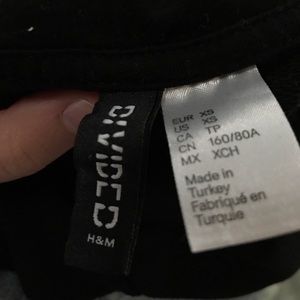 DIVIDED
H&M
EUR XS
US XS
CA TP
CN 160/80A
MX XCH
Made in
Turkey
Fabriqué en
Turquie